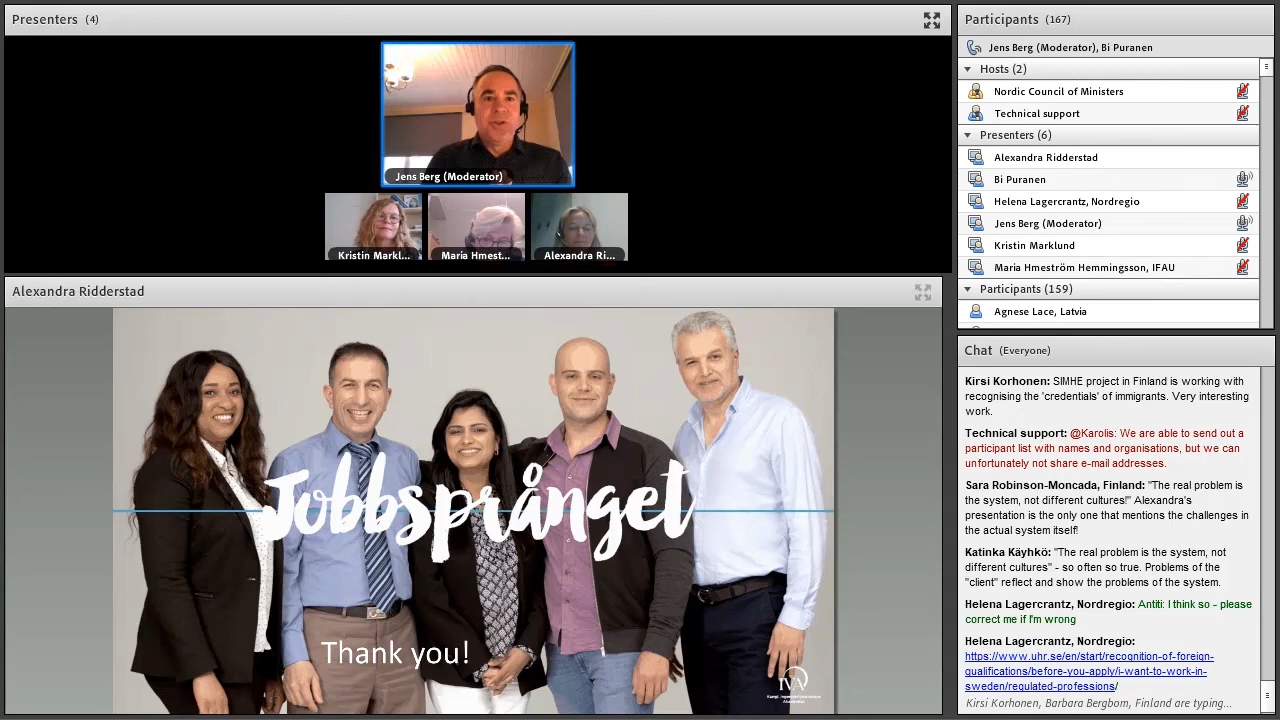 Presenters (4)
Jens Berg (Moderator)
Kristin Markl...
Maria Hmest...
Alexandra Ri...
Alexandra Ridderstad
Jobbsprånget
Thank you!
IVA
Participants (167)
Jens Berg (Moderator), Bi Puranen
Hosts (2)
Nordic Council of Ministers
Technical support
Presenters (6)
Alexandra Ridderstad
Bi Puranen
Helena Lagercrantz, Nordregio
Jens Berg (Moderator)
Kristin Marklund
Maria Hmeström Hemmingsson, IFAU
Participants (159)
Agnese Lace, Latvia
Chat (Everyone)
Kirsi Korhonen: SIMHE project in Finland is working with
recognising the 'credentials' of immigrants. Very interesting
work.
Technical support: @Karolis: We are able to send out a
participant list with names and organisations, but we can
unfortunately not share e-mail addresses.
Sara Robinson-Moncada, Finland: "The real problem is
the system, not different cultures!" Alexandra's
presentation is the only one that mentions the challenges in
the actual system itself!
Katinka Käyhkö: "The real problem is the system, not
different cultures" - so often so true. Problems of the
"client" reflect and show the problems of the system.
Helena Lagercrantz, Nordregio: Antiti: I think so - please
correct me if I'm wrong
Helena Lagercrantz, Nordregio:
https://www.uhr.se/en/start/recognition-of-foreign-
qualifications/before-you-apply/i-want-to-work-in-
sweden/regulated-professions/
Kirsi Korhonen, Barbara Bergbom, Finland are typing...